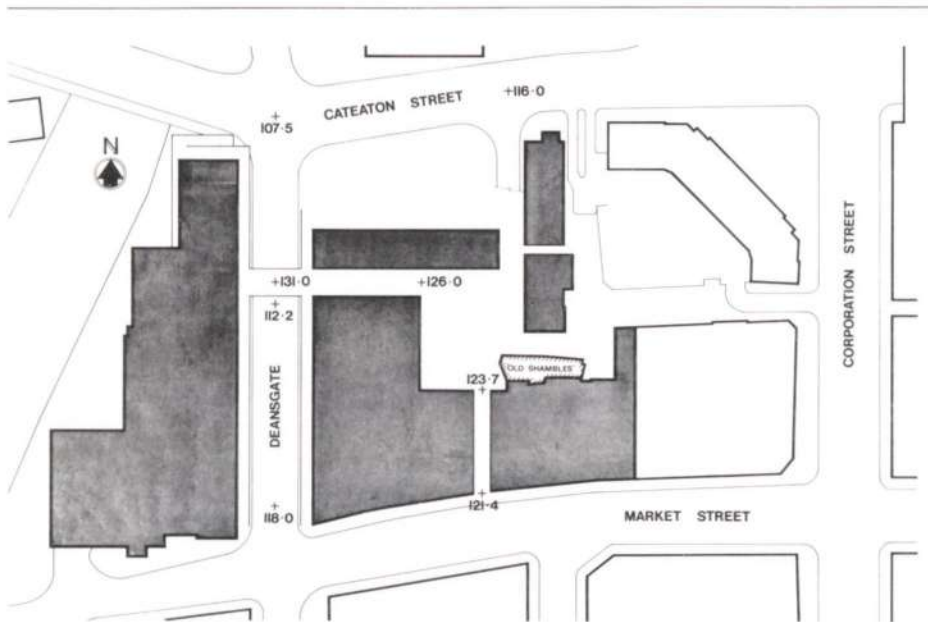 +116·0
CATEATON STREET
+
107·5
N
+131·0
+126·0
+
112·2
OLD SHAMBLES
123·7
+
DEANSGATE
CORPORATION STREET
+
118·0
+
121·4
MARKET STREET